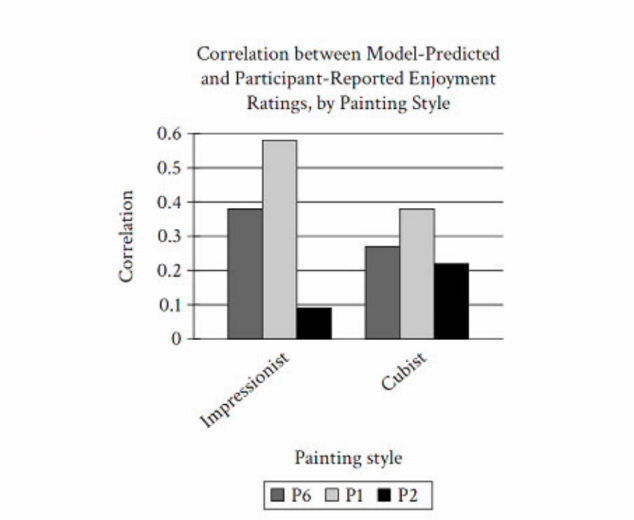 Correlation between Model-Predicted
and Participant-Reported Enjoyment
Ratings, by Painting Style
0.6
0.5
0.4
0.3
0.2
0.1
0
Correlation
Impressionist
Cubist
Painting style
P6 P1 P2